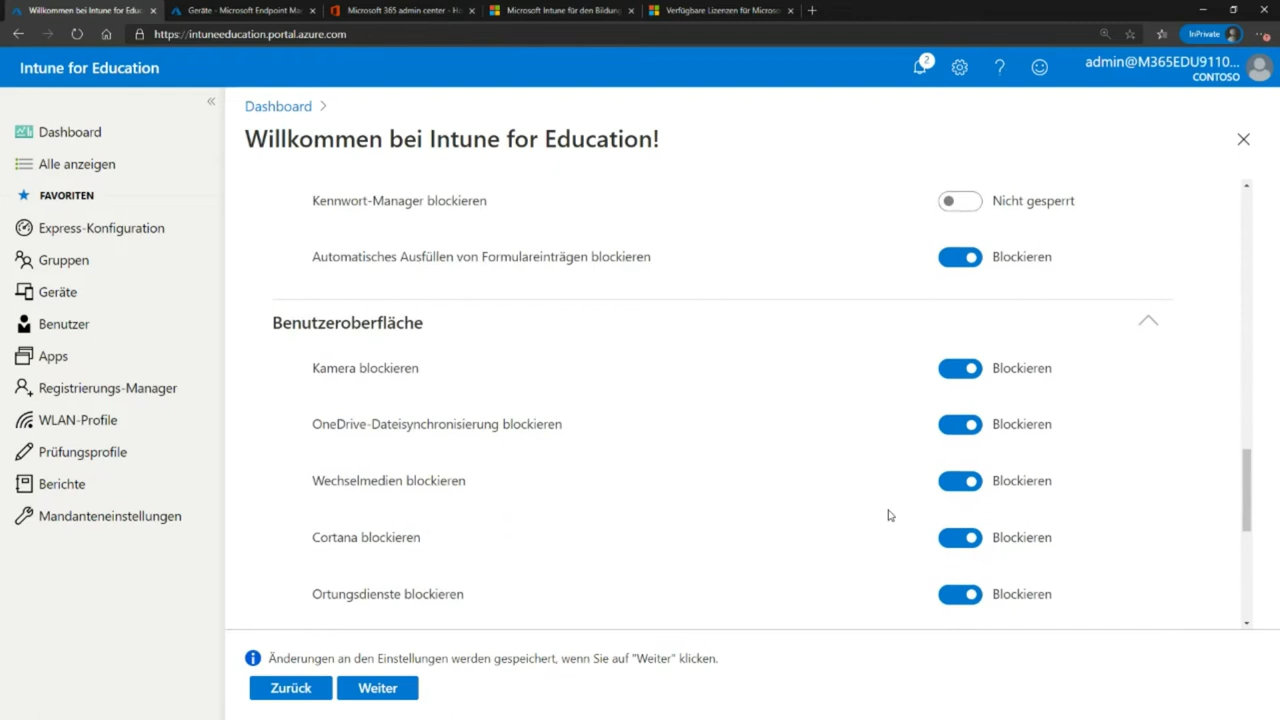 Willkommen bei Intune for Educ
Geräte - Microsoft Endpoint Ma
Microsoft 365 admin center - H
Microsoft Intune für den Bildung
Verfügbare Lizenzen für Microso
https://intuneeducation.portal.azure.com
InPrivate
Intune for Education
2
admin@M365EDU9110...
CONTOSO
Dashboard
Alle anzeigen
FAVORITEN
Express-Konfiguration
Gruppen
Geräte
Benutzer
Apps
Registrierungs-Manager
WLAN-Profile
Prüfungsprofile
Berichte
Mandanteneinstellungen
Dashboard
Willkommen bei Intune for Education!
Kennwort-Manager blockieren Nicht gesperrt
Automatisches Ausfüllen von Formulareinträgen blockieren Blockieren
Benutzeroberfläche
Kamera blockieren Blockieren
OneDrive-Dateisynchronisierung blockieren Blockieren
Wechselmedien blockieren Blockieren
Cortana blockieren Blockieren
Ortungsdienste blockieren Blockieren
Änderungen an den Einstellungen werden gespeichert, wenn Sie auf "Weiter" klicken.
Zurück Weiter